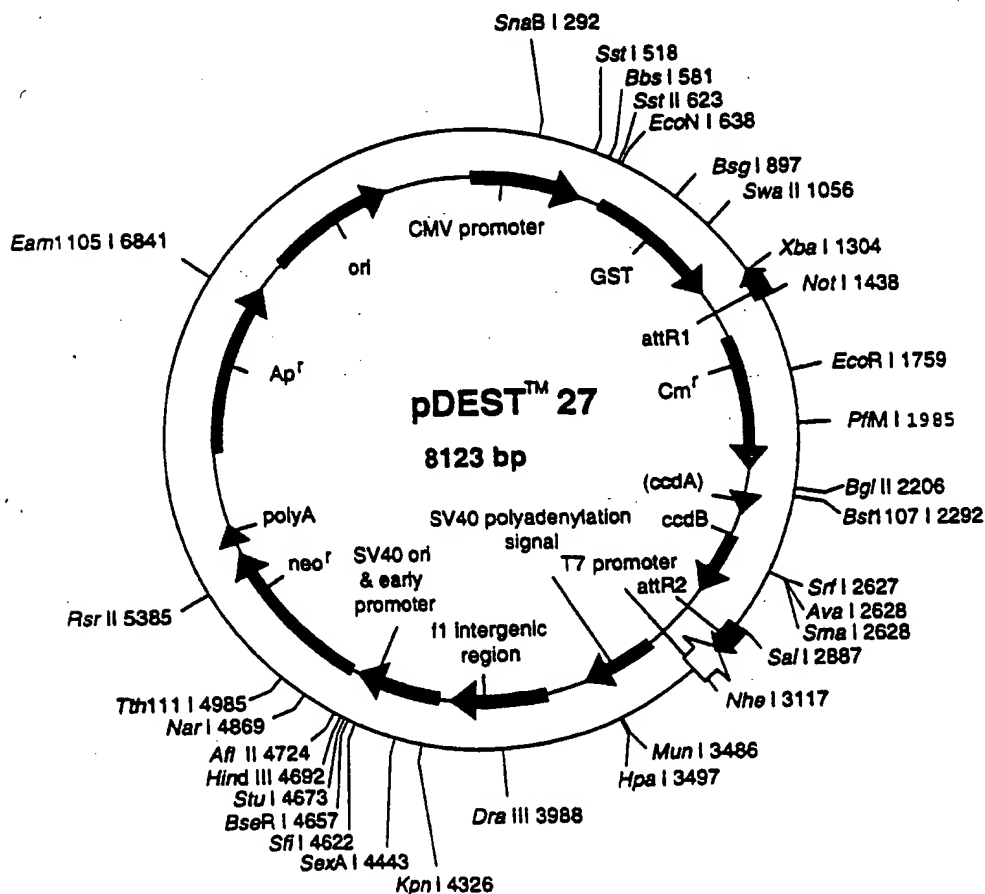 SnaB I 292
Sst I 518
Bbs I 581
Sst II 623
EcoN I 638
Bsg I 897
Swa II 1056
Xba I 1304
Not I 1438
EcoR I 1759
PflM I 1985
Bgl II 2206
Bst1107 I 2292
Srf I 2627
Ava I 2628
Sma I 2628
Sal I 2887
Nhe I 3117
Mun I 3486
Hpa I 3497
Dra III 3988
Kpn I 4326
SexA I 4443
Sfi I 4622
BseR I 4657
Stu I 4673
Hind III 4692
Afl II 4724
Nar I 4869
Tth111 I 4985
Rsr II 5385
Eam1105 I 6841
CMV promoter
ori
GST
attR1
Apr
Cmr
pDEST™ 27
8123 bp
(ccdA)
ccdB
polyA
SV40 polyadenylation
signal
T7 promoter
attR2
neor
SV40 ori
& early
promoter
f1 intergenic
region